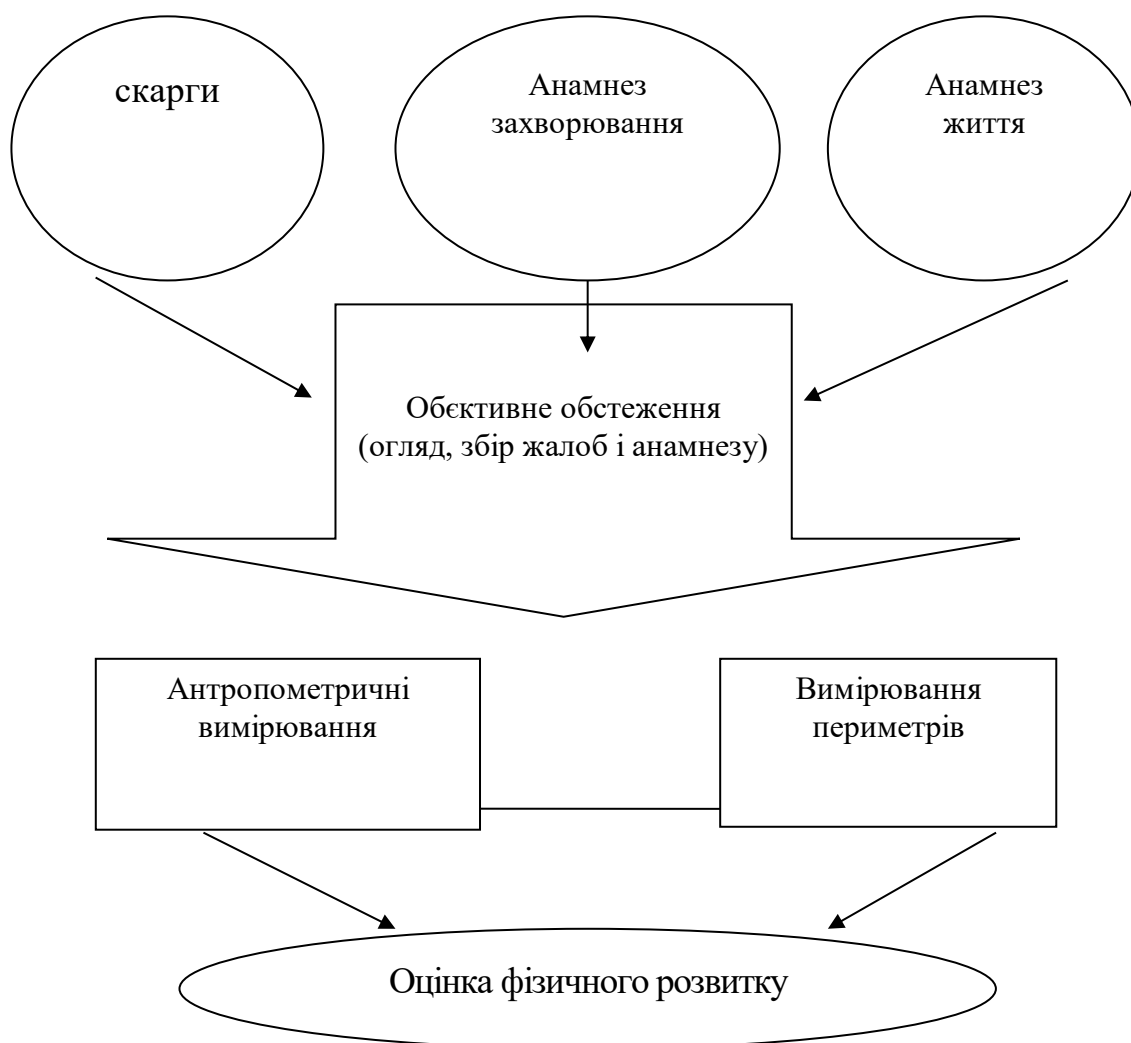 скарги
Анамнез
захворювання
Анамнез
життя
Обєктивне обстеження
(огляд, збір жалоб і анамнезу)
Антропометричні
вимірювання
Вимірювання
периметрів
Оцінка фізичного розвитку